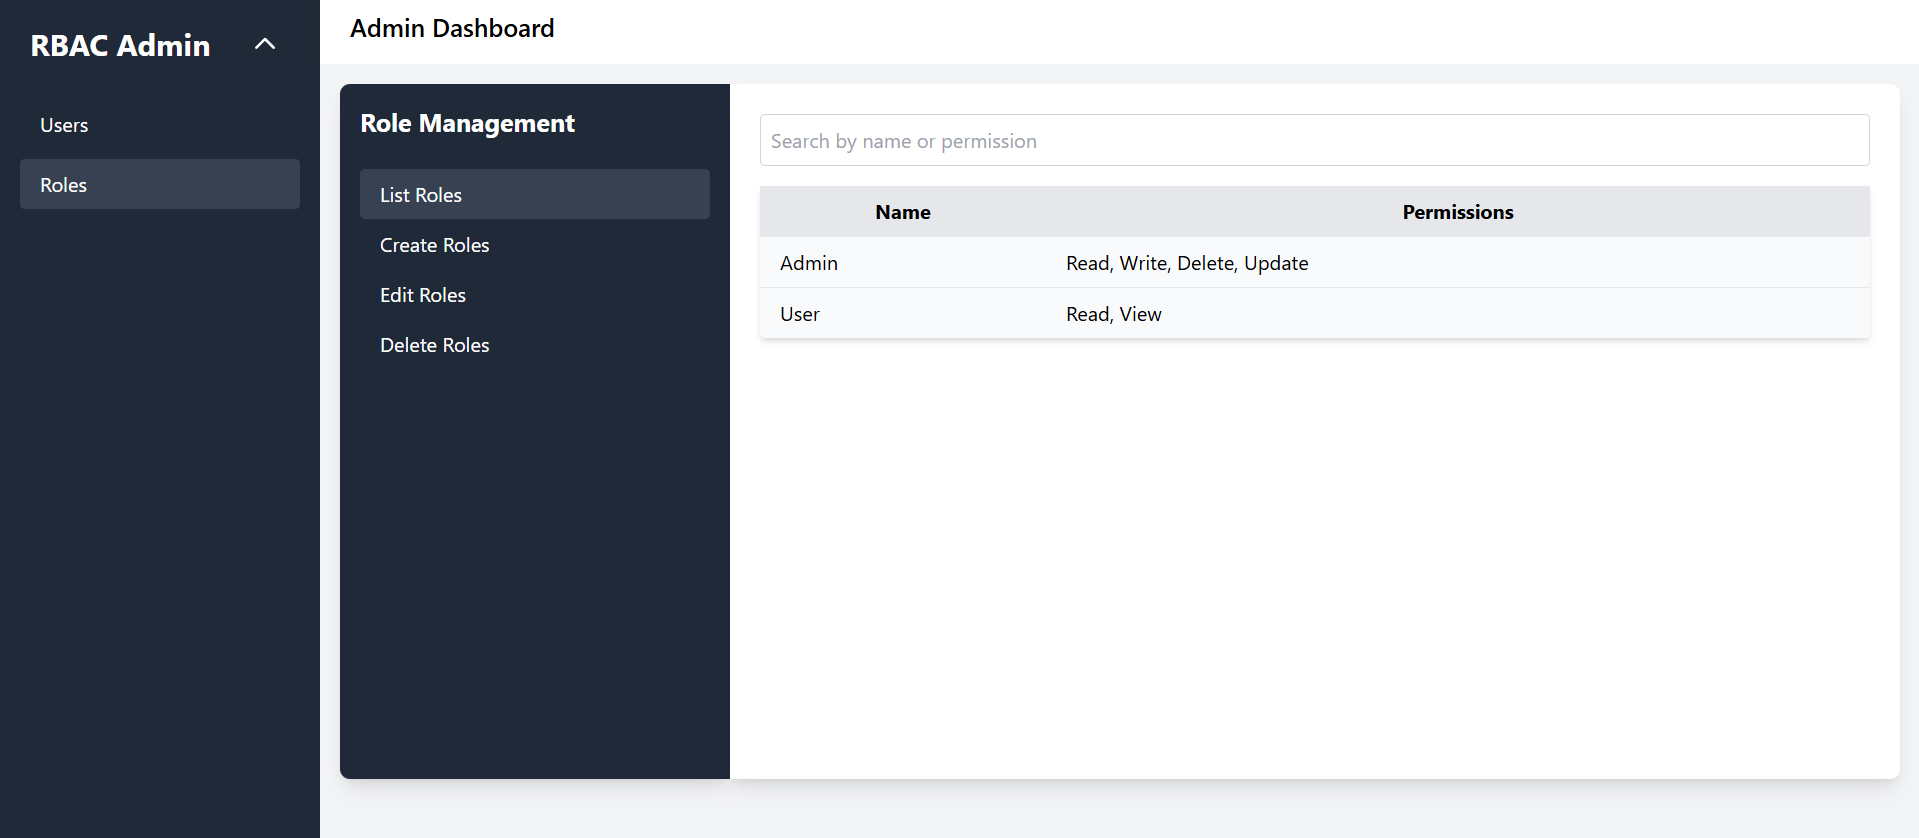 RBAC Admin
Users
Roles
Admin Dashboard
Role Management
List Roles
Create Roles
Edit Roles
Delete Roles
Search by name or permission
Name Permissions
Admin Read, Write, Delete, Update
User Read, View